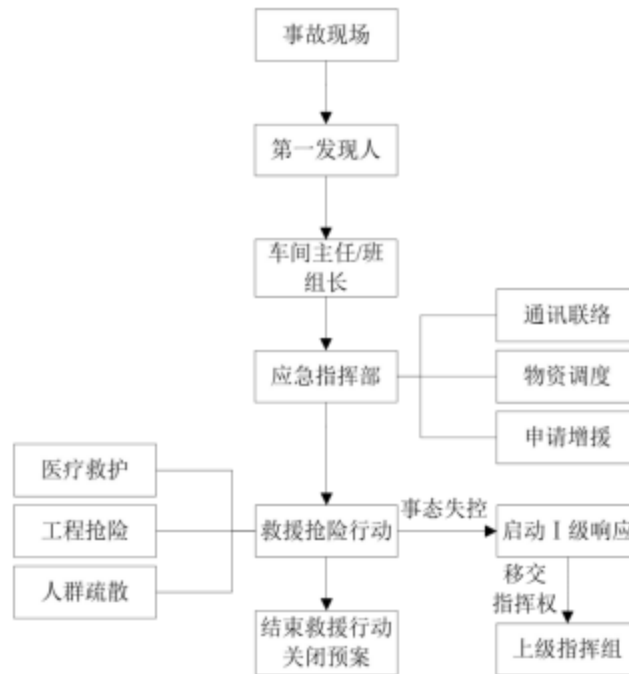 事故现场
第一发现人
车间主任/班
组长
通讯联络
应急指挥部
物资调度
申请增援
医疗救护
工程抢险
救援抢险行动
事态失控
启动Ⅰ级响应
人群疏散
移交
指挥权
结束救援行动
关闭预案
上级指挥组